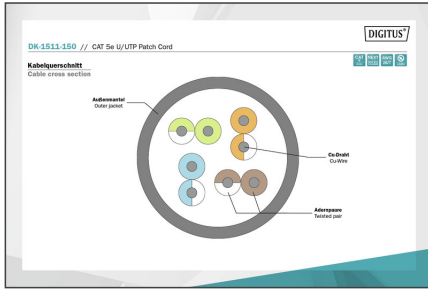 DIGITUS®
DK-1511-150 // CAT 5e U/UTP Patch Cord
Kabelquerschnitt
Cable cross section
Außenmantel
Outer jacket
Cu-Draht
Cu-Wire
Adernpaare
Twisted pair